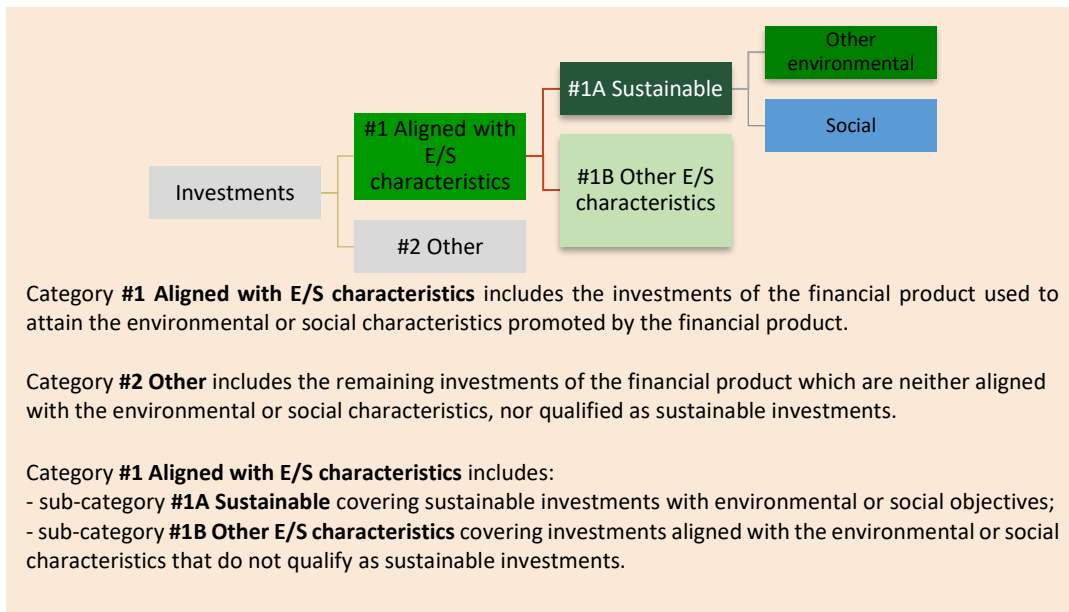 Other
environmental
#1A Sustainable
Social
#1 Aligned with
E/S
characteristics
#1B Other E/S
characteristics
Investments
#2 Other
Category #1 Aligned with E/S characteristics includes the investments of the financial product used to
attain the environmental or social characteristics promoted by the financial product.
Category #2 Other includes the remaining investments of the financial product which are neither aligned
with the environmental or social characteristics, nor qualified as sustainable investments.
Category #1 Aligned with E/S characteristics includes:
- sub-category #1A Sustainable covering sustainable investments with environmental or social objectives;
- sub-category #1B Other E/S characteristics covering investments aligned with the environmental or social
characteristics that do not qualify as sustainable investments.